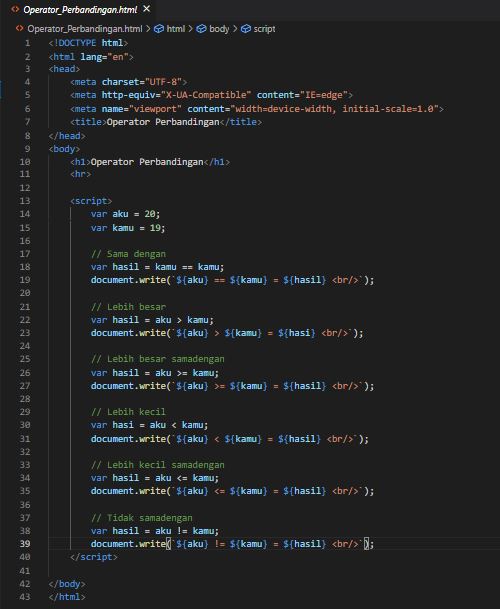 Operator_Perbandingan.html ×
Operator_Perbandingan.html > html > body > script
1 <!DOCTYPE html>
2 <html lang="en">
3 <head>
4 <meta charset="UTF-8">
5 <meta http-equiv="X-UA-Compatible" content="IE=edge">
6 <meta name="viewport" content="width=device-width, initial-scale=1.0">
7 <title>Operator Perbandingan</title>
8 </head>
9 <body>
10 <h1>Operator Perbandingan</h1>
11 <hr>
12
13 <script>
14 var aku = 20;
15 var kamu = 19;
16
17 // Sama dengan
18 var hasil = kamu == kamu;
19 document.write(`${aku} == ${kamu} = ${hasil} <br/>`);
20
21 // Lebih besar
22 var hasil = aku > kamu;
23 document.write(`${aku} > ${kamu} = ${hasi} <br/>`);
24
25 // Lebih besar samadengan
26 var hasil = aku >= kamu;
27 document.write(`${aku} >= ${kamu} = ${hasil} <br/>`);
28
29 // Lebih kecil
30 var hasi = aku < kamu;
31 document.write(`${aku} < ${kamu} = ${hasil} <br/>`);
32
33 // Lebih kecil samadengan
34 var hasil = aku <= kamu;
35 document.write(`${aku} <= ${kamu} = ${hasil} <br/>`);
36
37 // Tidak samadengan
38 var hasil = aku != kamu;
39 document.write(`${aku} != ${kamu} = ${hasil} <br/>`);
40 </script>
41
42 </body>
43 </html>